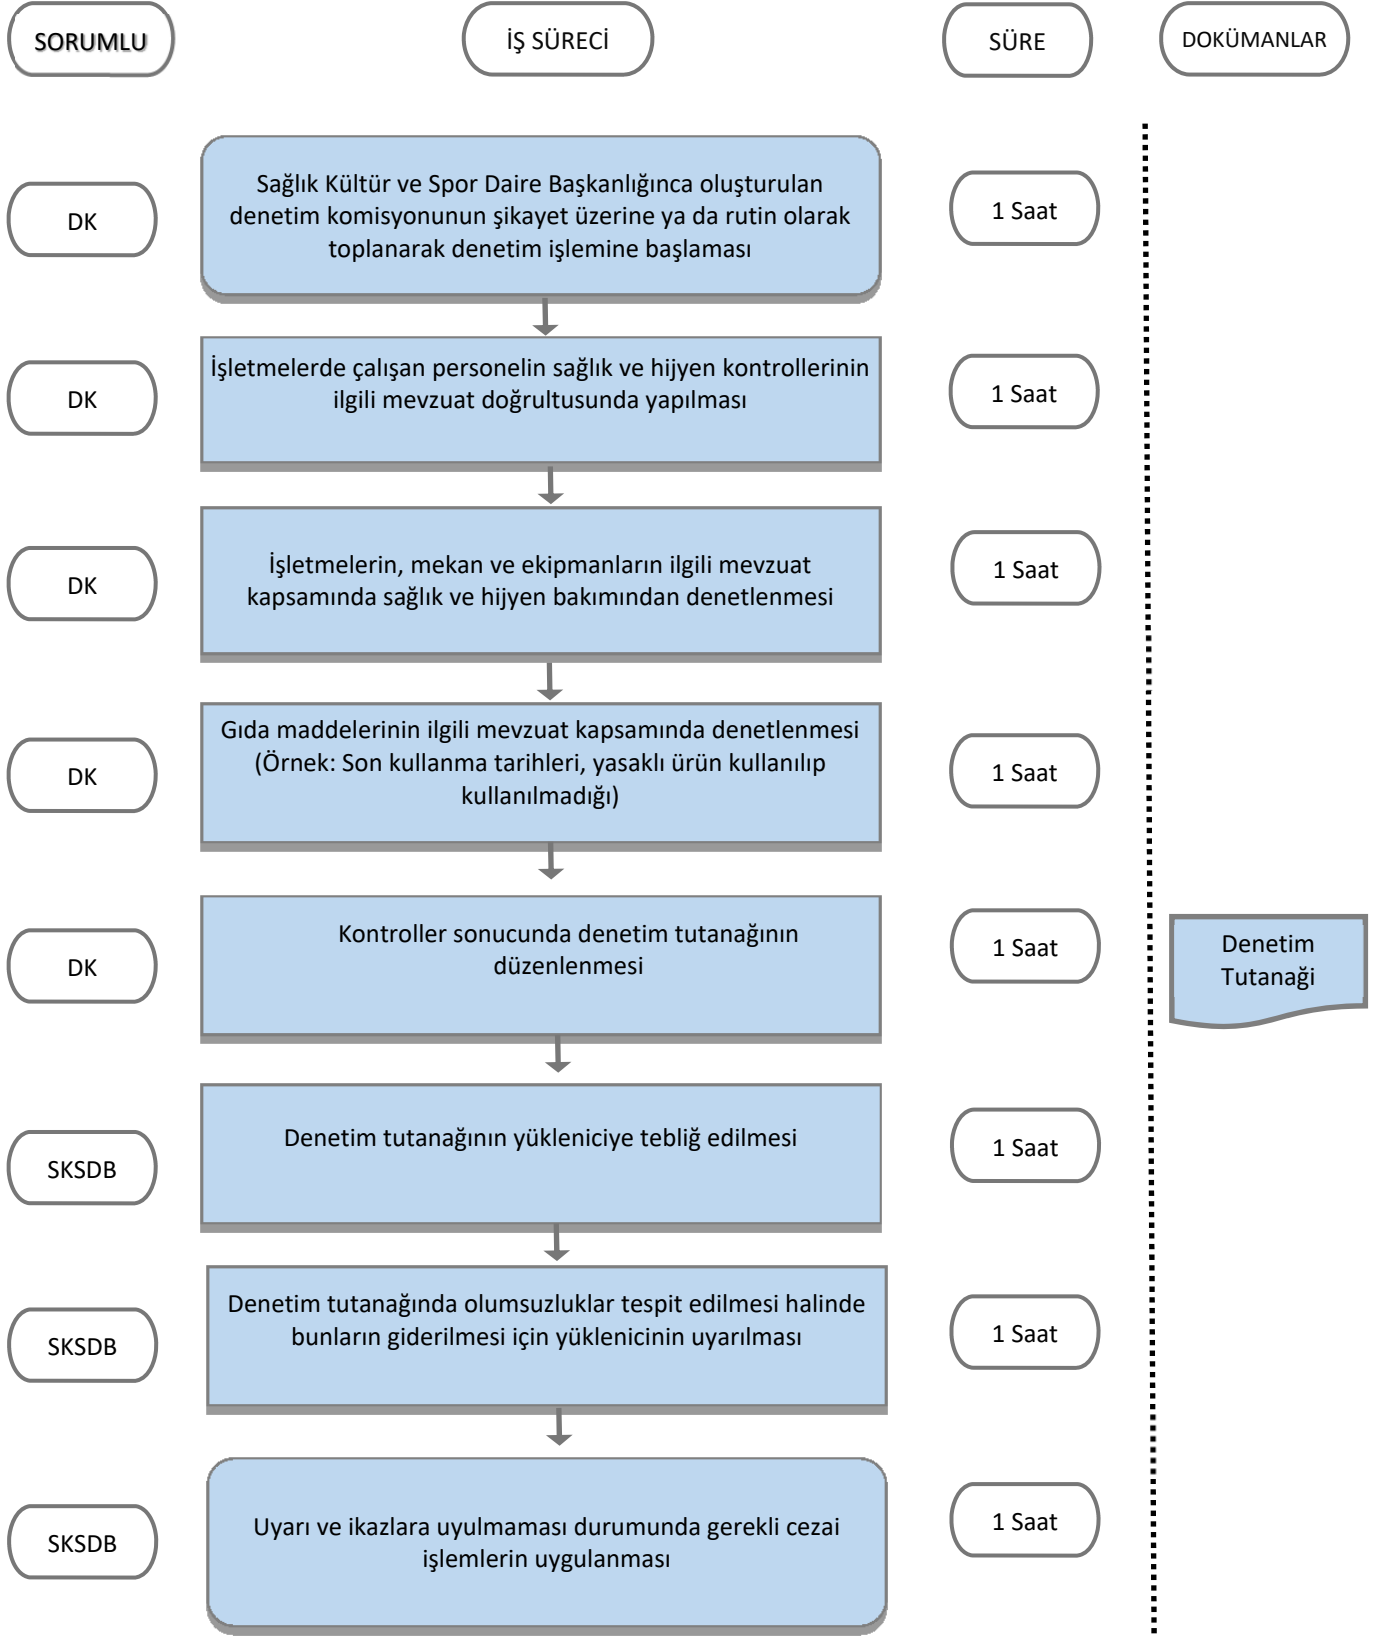 SORUMLU
İŞ SÜRECİ
SÜRE
DOKÜMANLAR
DK
Sağlık Kültür ve Spor Daire Başkanlığınca oluşturulan
denetim komisyonunun şikayet üzerine ya da rutin olarak
toplanarak denetim işlemine başlaması
1 Saat
DK
İşletmelerde çalışan personelin sağlık ve hijyen kontrollerinin
ilgili mevzuat doğrultusunda yapılması
1 Saat
DK
İşletmelerin, mekan ve ekipmanların ilgili mevzuat
kapsamında sağlık ve hijyen bakımından denetlenmesi
1 Saat
DK
Gıda maddelerinin ilgili mevzuat kapsamında denetlenmesi
(Örnek: Son kullanma tarihleri, yasaklı ürün kullanılıp
kullanılmadığı)
1 Saat
DK
Kontroller sonucunda denetim tutanağının
düzenlenmesi
1 Saat
Denetim
Tutanaği
SKSDB
Denetim tutanağının yükleniciye tebliğ edilmesi
1 Saat
SKSDB
Denetim tutanağında olumsuzluklar tespit edilmesi halinde
bunların giderilmesi için yüklenicinin uyarılması
1 Saat
SKSDB
Uyarı ve ikazlara uyulmaması durumunda gerekli cezai
işlemlerin uygulanması
1 Saat